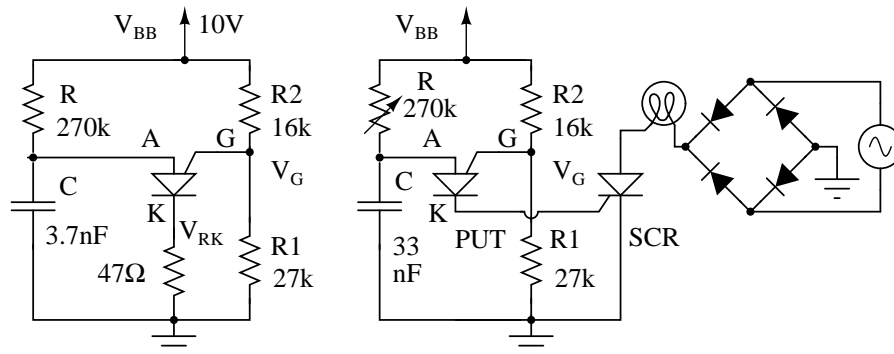 V_BB 10V
R
270k
R2
16k
A
G
V_G
C
K
V_RK
3.7nF
47Ω
R1
27k
V_BB
R
270k
R2
16k
A
G
V_G
C
K
33
nF
PUT
R1
27k
SCR